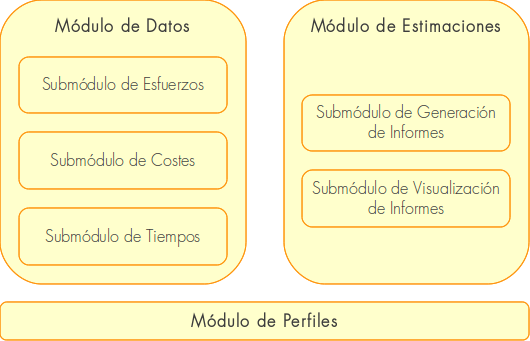 Módulo de Datos
Submódulo de Esfuerzos
Submódulo de Costes
Submódulo de Tiempos
Módulo de Estimaciones
Submódulo de Generación
de Informes
Submódulo de Visualización
de Informes
Módulo de Perfiles